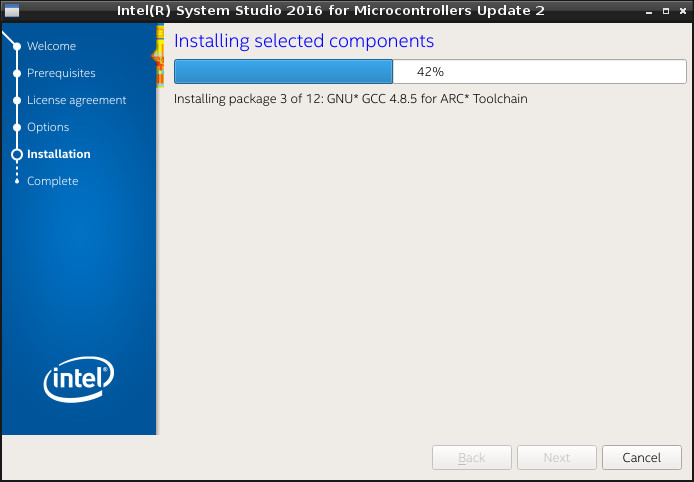 Intel(R) System Studio 2016 for Microcontrollers Update 2
Welcome
Prerequisites
License agreement
Options
Installation
Complete
intel®
Installing selected components
42%
Installing package 3 of 12: GNU* GCC 4.8.5 for ARC* Toolchain
Back
Next
Cancel